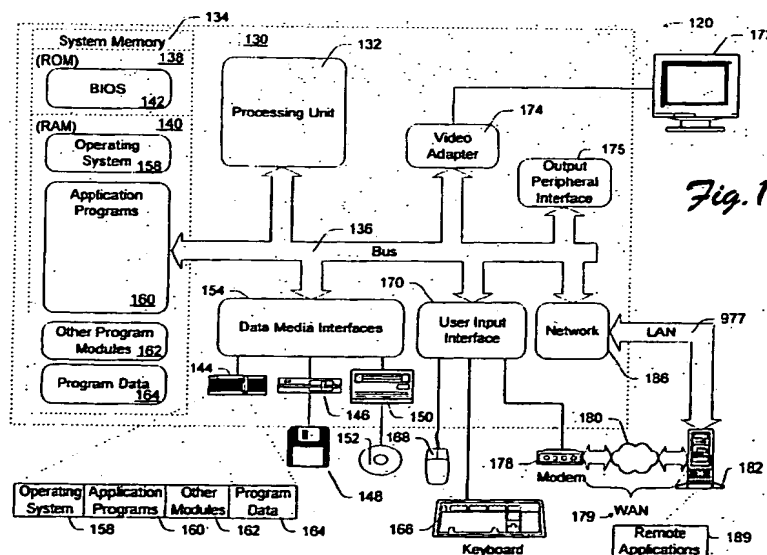 134
120
System Memory
130
132
172
(ROM) 138
BIOS
142
174
Processing Unit
(RAM) 140
Operating System
158
Video Adapter
175
Output Peripheral Interface
Fig. 1
Application Programs
136
Bus
160
154
170
977
Data Media Interfaces
User Input Interface
Network
LAN
Other Program Modules 162
186
144
Program Data 164
146
150
180
152
168
178
Modem
182
148
WAN
179
Operating System
Application Programs
Other Modules
Program Data
158
160
162
164
166
Keyboard
Remote Applications
189